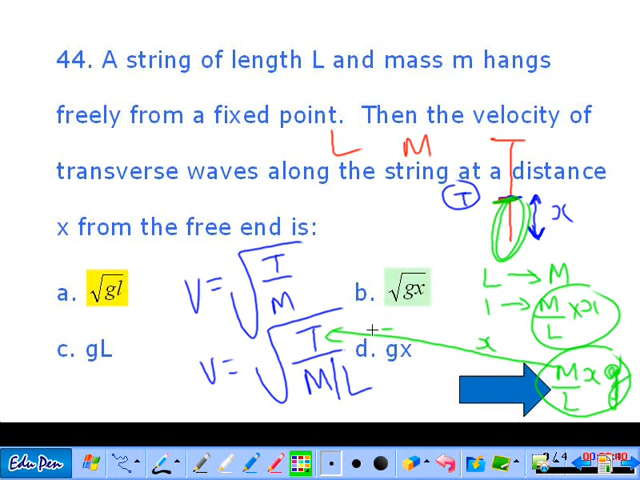 44. A string of length L and mass m hangs
freely from a fixed point. Then the velocity of
L M
transverse waves along the string at a distance
T
x
x from the free end is:
a. √gl
V = √T/M
b. √gx
L → M
1 → M/L × x
c. gL
V = √T/M/L
d. gx
x
M/L x g
Edu Pen
/ 4